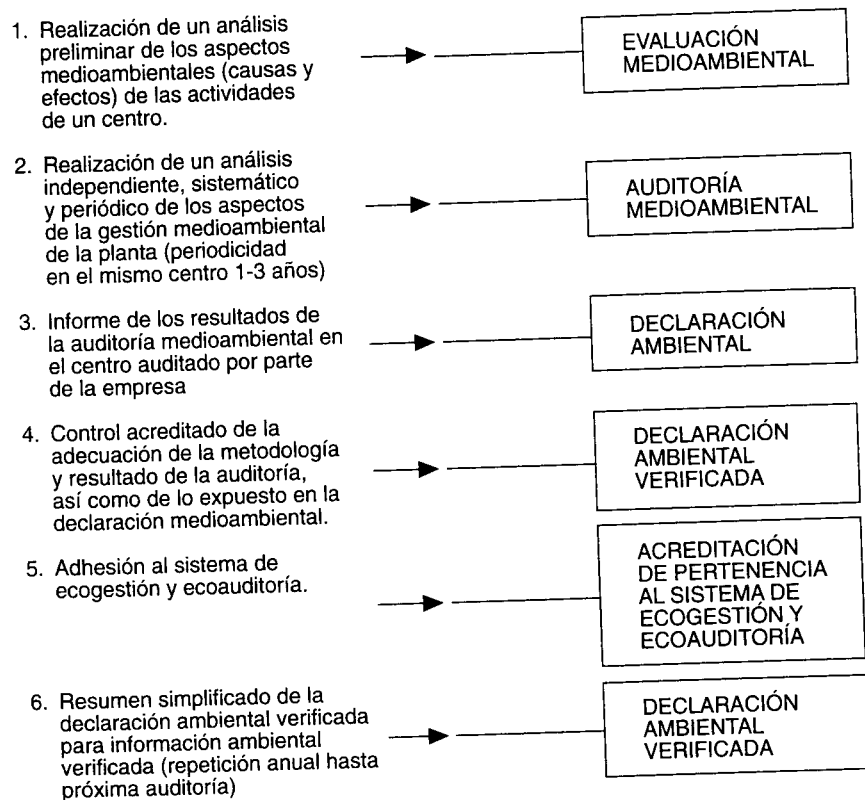 1. Realización de un análisis
preliminar de los aspectos
medioambientales (causas y
efectos) de las actividades
de un centro.
EVALUACIÓN
MEDIOAMBIENTAL
2. Realización de un análisis
independiente, sistemático
y periódico de los aspectos
de la gestión medioambiental
de la planta (periodicidad
en el mismo centro 1-3 años)
AUDITORÍA
MEDIOAMBIENTAL
3. Informe de los resultados de
la auditoría medioambiental en
el centro auditado por parte
de la empresa
DECLARACIÓN
AMBIENTAL
4. Control acreditado de la
adecuación de la metodología
y resultado de la auditoría,
así como de lo expuesto en la
declaración medioambiental.
DECLARACIÓN
AMBIENTAL
VERIFICADA
5. Adhesión al sistema de
ecogestión y ecoauditoría.
ACREDITACIÓN
DE PERTENENCIA
AL SISTEMA DE
ECOGESTIÓN Y
ECOAUDITORÍA
6. Resumen simplificado de la
declaración ambiental verificada
para información ambiental
verificada (repetición anual hasta
próxima auditoría)
DECLARACIÓN
AMBIENTAL
VERIFICADA